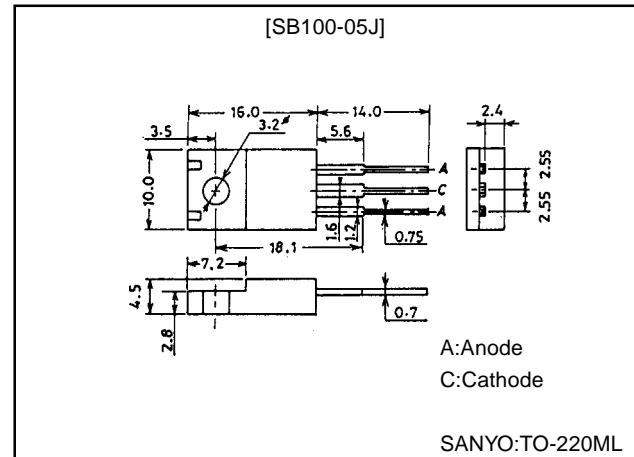 [SB100-05J]
16.0
14.0
3.5
3.2ø
5.6
2.4
10.0
A
C
A
2.55
2.55
1.6
1.2
0.75
18.1
7.2
4.5
2.8
0.7
A:Anode
C:Cathode
SANYO:TO-220ML